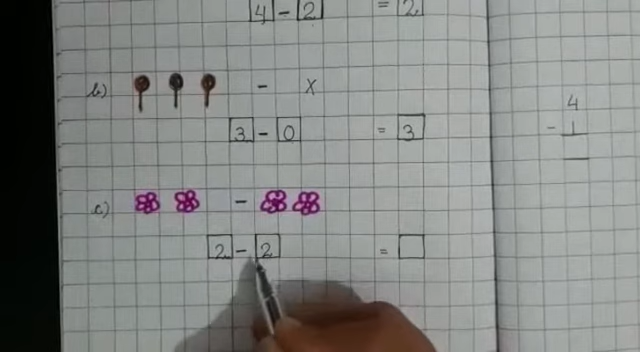 4 - 2 = 2
b) - x
3 - 0 = 3
4
- 1
c) -
2 - 2 =